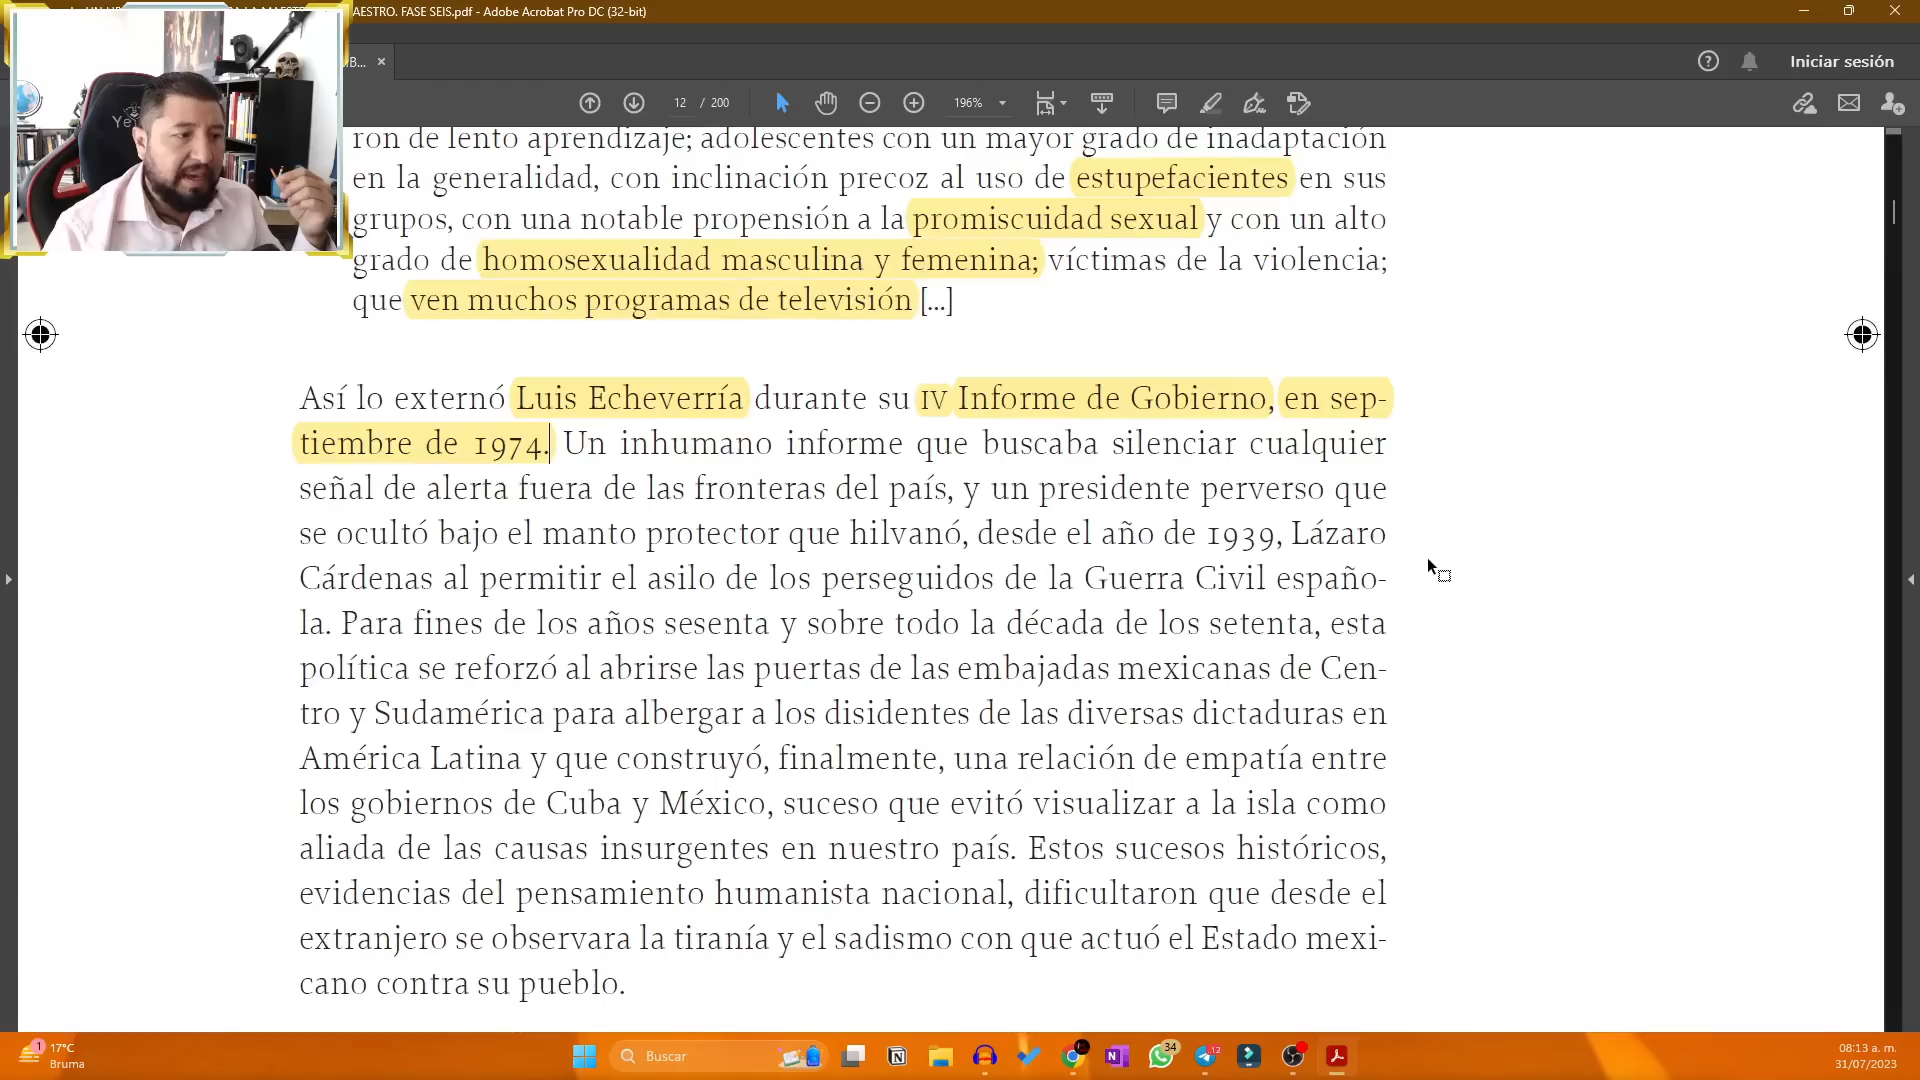 AESTRO. FASE SEIS.pdf - Adobe Acrobat Pro DC (32-bit)
B... ×
Iniciar sesión
12 / 200
196%
ron de lento aprendizaje; adolescentes con un mayor grado de inadaptación
en la generalidad, con inclinación precoz al uso de estupefacientes en sus
grupos, con una notable propensión a la promiscuidad sexual y con un alto
grado de homosexualidad masculina y femenina; víctimas de la violencia;
que ven muchos programas de televisión [...]
Así lo externó Luis Echeverría durante su IV Informe de Gobierno, en sep-
tiembre de 1974. Un inhumano informe que buscaba silenciar cualquier
señal de alerta fuera de las fronteras del país, y un presidente perverso que
se ocultó bajo el manto protector que hilvanó, desde el año de 1939, Lázaro
Cárdenas al permitir el asilo de los perseguidos de la Guerra Civil españo-
la. Para fines de los años sesenta y sobre todo la década de los setenta, esta
política se reforzó al abrirse las puertas de las embajadas mexicanas de Cen-
tro y Sudamérica para albergar a los disidentes de las diversas dictaduras en
América Latina y que construyó, finalmente, una relación de empatía entre
los gobiernos de Cuba y México, suceso que evitó visualizar a la isla como
aliada de las causas insurgentes en nuestro país. Estos sucesos históricos,
evidencias del pensamiento humanista nacional, dificultaron que desde el
extranjero se observara la tiranía y el sadismo con que actuó el Estado mexi-
cano contra su pueblo.
1
17°C
Bruma
Buscar
34
12
08:13 a. m.
31/07/2023